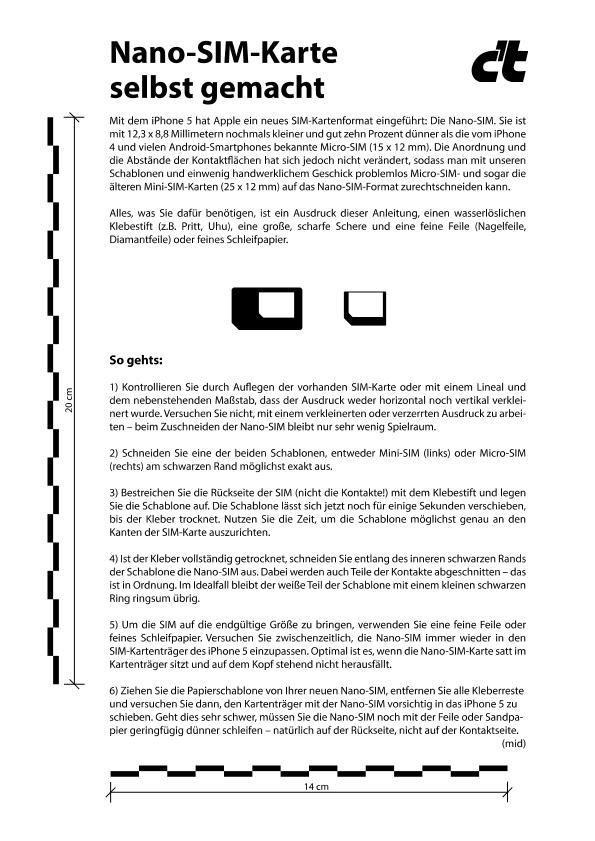 Nano-SIM-Karte
selbst gemacht
c't
Mit dem iPhone 5 hat Apple ein neues SIM-Kartenformat eingeführt: Die Nano-SIM. Sie ist
mit 12,3 x 8,8 Millimetern nochmals kleiner und gut zehn Prozent dünner als die vom iPhone
4 und vielen Android-Smartphones bekannte Micro-SIM (15 x 12 mm). Die Anordnung und
die Abstände der Kontaktflächen hat sich jedoch nicht verändert, sodass man mit unseren
Schablonen und einwenig handwerklichem Geschick problemlos Micro-SIM- und sogar die
älteren Mini-SIM-Karten (25 x 12 mm) auf das Nano-SIM-Format zurechtschneiden kann.
Alles, was Sie dafür benötigen, ist ein Ausdruck dieser Anleitung, einen wasserlöslichen
Klebestift (z.B. Pritt, Uhu), eine große, scharfe Schere und eine feine Feile (Nagelfeile,
Diamantfeile) oder feines Schleifpapier.
So gehts:
1) Kontrollieren Sie durch Auflegen der vorhanden SIM-Karte oder mit einem Lineal und
dem nebenstehenden Maßstab, dass der Ausdruck weder horizontal noch vertikal verklei-
nert wurde. Versuchen Sie nicht, mit einem verkleinerten oder verzerrten Ausdruck zu arbei-
ten – beim Zuschneiden der Nano-SIM bleibt nur sehr wenig Spielraum.
2) Schneiden Sie eine der beiden Schablonen, entweder Mini-SIM (links) oder Micro-SIM
(rechts) am schwarzen Rand möglichst exakt aus.
3) Bestreichen Sie die Rückseite der SIM (nicht die Kontakte!) mit dem Klebestift und legen
Sie die Schablone auf. Die Schablone lässt sich jetzt noch für einige Sekunden verschieben,
bis der Kleber trocknet. Nutzen Sie die Zeit, um die Schablone möglichst genau an den
Kanten der SIM-Karte auszurichten.
4) Ist der Kleber vollständig getrocknet, schneiden Sie entlang des inneren schwarzen Rands
der Schablone die Nano-SIM aus. Dabei werden auch Teile der Kontakte abgeschnitten – das
ist in Ordnung. Im Idealfall bleibt der weiße Teil der Schablone mit einem kleinen schwarzen
Ring ringsum übrig.
5) Um die SIM auf die endgültige Größe zu bringen, verwenden Sie eine feine Feile oder
feines Schleifpapier. Versuchen Sie zwischenzeitlich, die Nano-SIM immer wieder in den
SIM-Kartenträger des iPhone 5 einzupassen. Optimal ist es, wenn die Nano-SIM-Karte satt im
Kartenträger sitzt und auf dem Kopf stehend nicht herausfällt.
6) Ziehen Sie die Papierschablone von Ihrer neuen Nano-SIM, entfernen Sie alle Kleberreste
und versuchen Sie dann, den Kartenträger mit der Nano-SIM vorsichtig in das iPhone 5 zu
schieben. Geht dies sehr schwer, müssen Sie die Nano-SIM noch mit der Feile oder Sandpa-
pier geringfügig dünner schleifen – natürlich auf der Rückseite, nicht auf der Kontaktseite.
(mid)
20 cm
14 cm